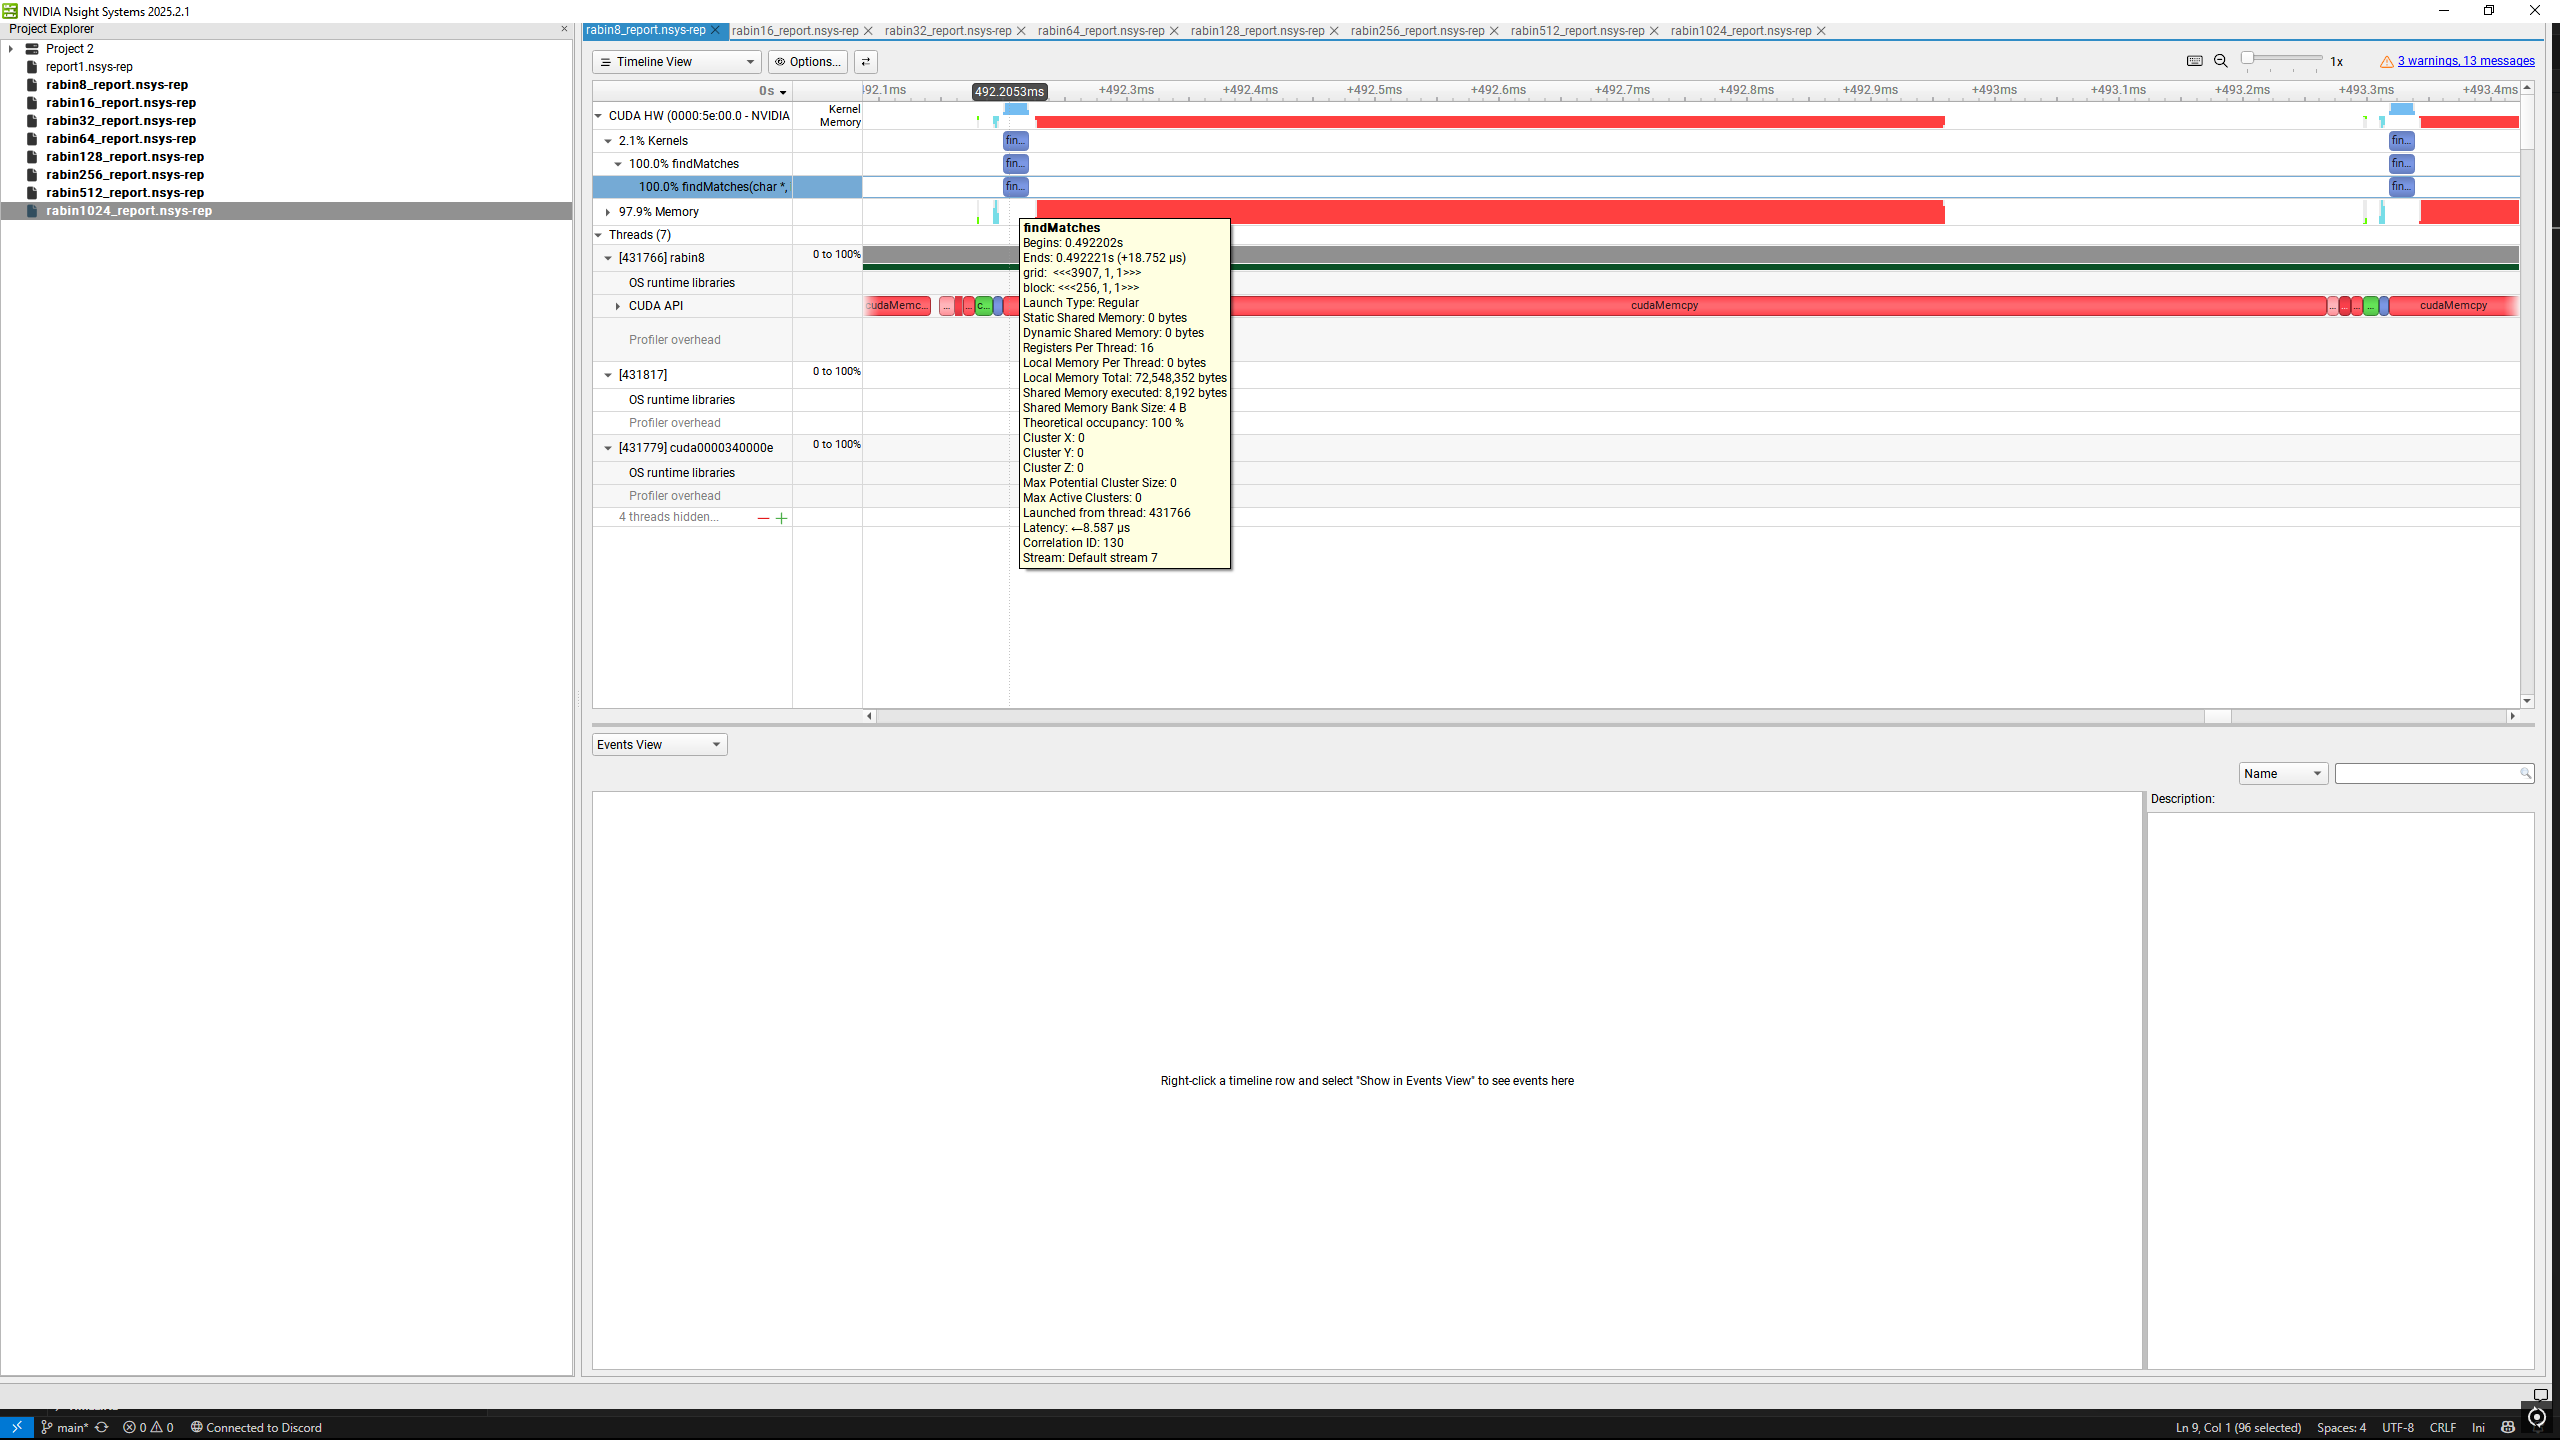 NVIDIA Nsight Systems 2025.2.1
Project Explorer
Project 2
report1.nsys-rep
rabin8_report.nsys-rep
rabin16_report.nsys-rep
rabin32_report.nsys-rep
rabin64_report.nsys-rep
rabin128_report.nsys-rep
rabin256_report.nsys-rep
rabin512_report.nsys-rep
rabin1024_report.nsys-rep
rabin8_report.nsys-rep rabin16_report.nsys-rep rabin32_report.nsys-rep rabin64_report.nsys-rep rabin128_report.nsys-rep rabin256_report.nsys-rep rabin512_report.nsys-rep rabin1024_report.nsys-rep
Timeline View Options... 1x 3 warnings, 13 messages
0s 92.1ms 492.2053ms +492.3ms +492.4ms +492.5ms +492.6ms +492.7ms +492.8ms +492.9ms +493ms +493.1ms +493.2ms +493.3ms +493.4ms
CUDA HW (0000:5e:00.0 - NVIDIA Kernel
Memory
2.1% Kernels fin... fin...
100.0% findMatches fin... fin...
100.0% findMatches(char *, fin... fin...
97.9% Memory
Threads (7)
[431766] rabin8 0 to 100%
OS runtime libraries
CUDA API cudaMemc... ... ... c... cudaMemcpy ... ... ... ... cudaMemcpy
Profiler overhead
[431817] 0 to 100%
OS runtime libraries
Profiler overhead
[431779] cuda0000340000e 0 to 100%
OS runtime libraries
Profiler overhead
4 threads hidden...
findMatches
Begins: 0.492202s
Ends: 0.492221s (+18.752 μs)
grid: <<<3907, 1, 1>>>
block: <<<256, 1, 1>>>
Launch Type: Regular
Static Shared Memory: 0 bytes
Dynamic Shared Memory: 0 bytes
Registers Per Thread: 16
Local Memory Per Thread: 0 bytes
Local Memory Total: 72,548,352 bytes
Shared Memory executed: 8,192 bytes
Shared Memory Bank Size: 4 B
Theoretical occupancy: 100 %
Cluster X: 0
Cluster Y: 0
Cluster Z: 0
Max Potential Cluster Size: 0
Max Active Clusters: 0
Launched from thread: 431766
Latency: ←8.587 μs
Correlation ID: 130
Stream: Default stream 7
Events View
Name
Description:
Right-click a timeline row and select "Show in Events View" to see events here
main* 0 0 Connected to Discord Ln 9, Col 1 (96 selected) Spaces: 4 UTF-8 CRLF Ini